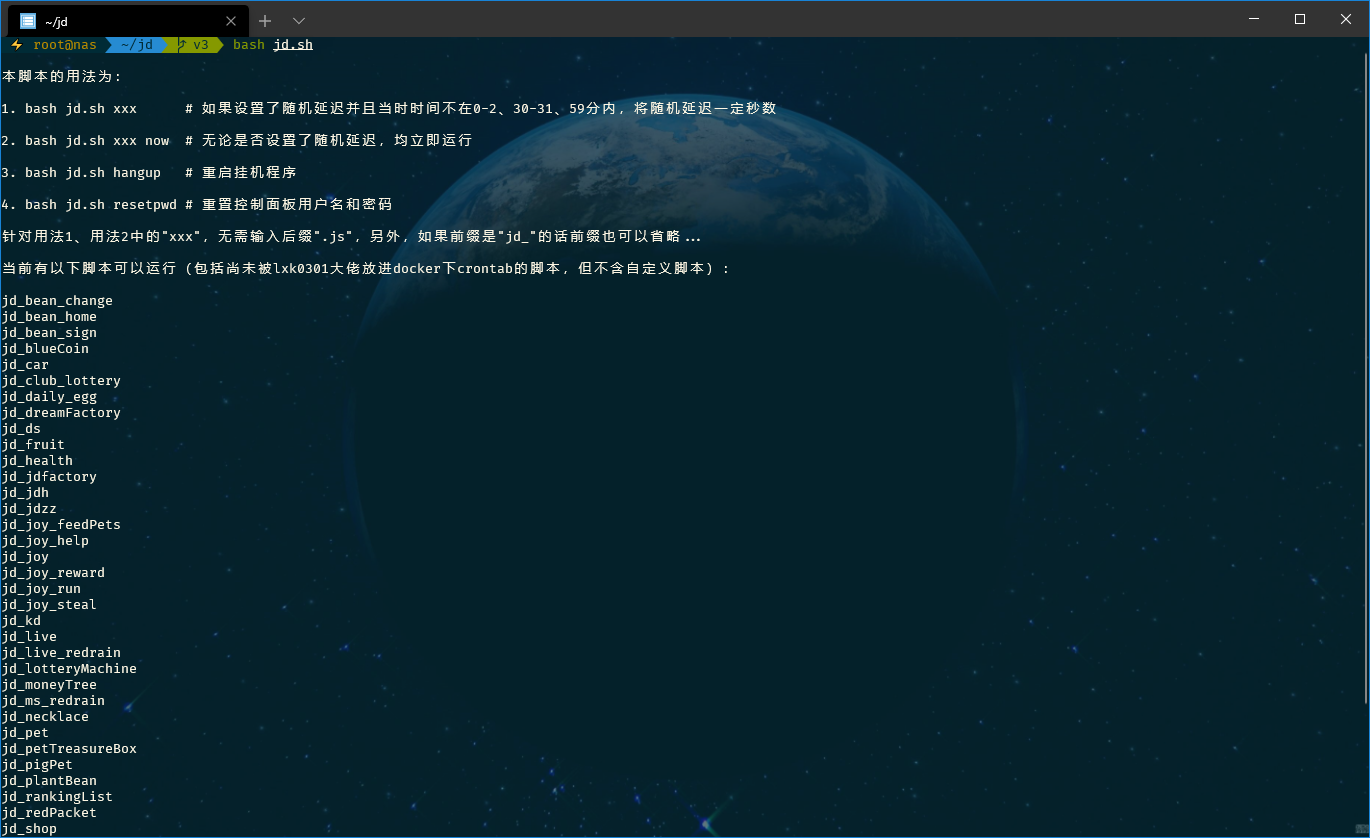 ~/jd
root@nas ~/jd v3 bash jd.sh
本脚本的用法为：
1. bash jd.sh xxx      # 如果设置了随机延迟并且当时时间不在0-2、30-31、59分内，将随机延迟一定秒数
2. bash jd.sh xxx now  # 无论是否设置了随机延迟，均立即运行
3. bash jd.sh hangup   # 重启挂机程序
4. bash jd.sh resetpwd # 重置控制面板用户名和密码
针对用法1、用法2中的"xxx"，无需输入后缀".js"，另外，如果前缀是"jd_"的话前缀也可以省略...
当前有以下脚本可以运行（包括尚未被lxk0301大佬放进docker下crontab的脚本，但不含自定义脚本）：
jd_bean_change
jd_bean_home
jd_bean_sign
jd_blueCoin
jd_car
jd_club_lottery
jd_daily_egg
jd_dreamFactory
jd_ds
jd_fruit
jd_health
jd_jdfactory
jd_jdh
jd_jdzz
jd_joy_feedPets
jd_joy_help
jd_joy
jd_joy_reward
jd_joy_run
jd_joy_steal
jd_kd
jd_live
jd_live_redrain
jd_lotteryMachine
jd_moneyTree
jd_ms_redrain
jd_necklace
jd_pet
jd_petTreasureBox
jd_pigPet
jd_plantBean
jd_rankingList
jd_redPacket
jd_shop